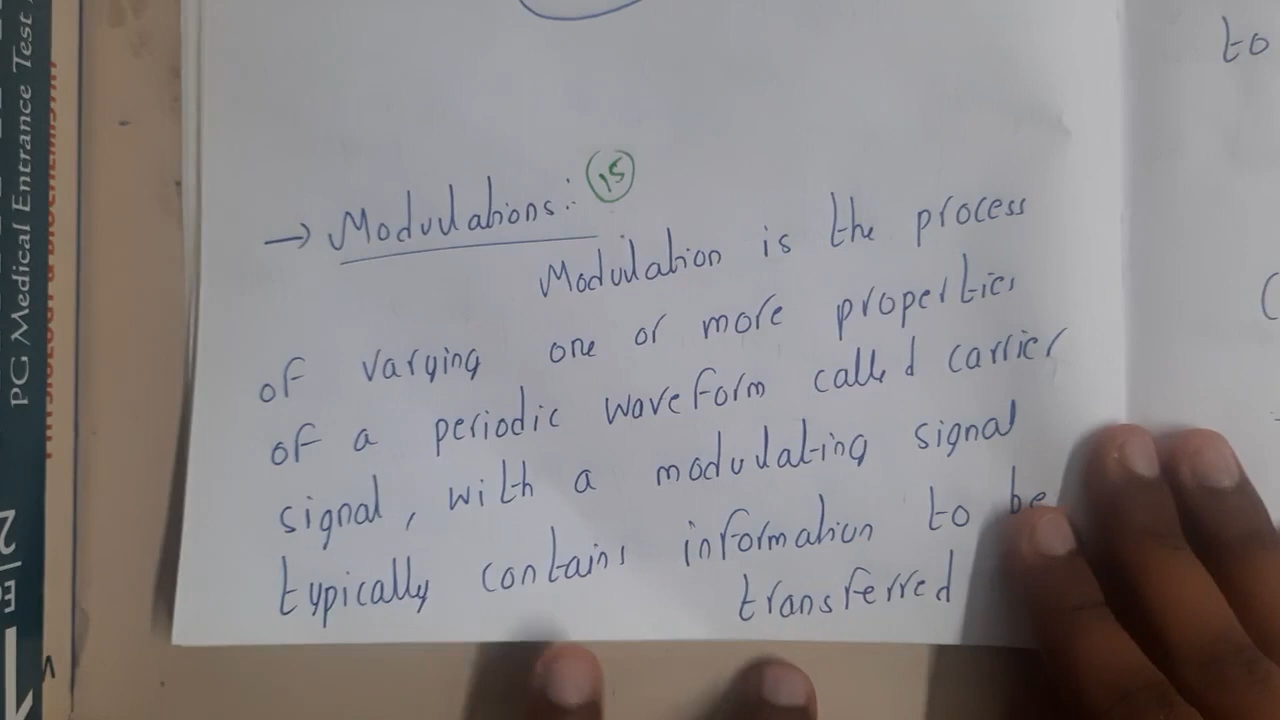 → Modulations:- 15
Modulation is the process
of varying one or more properties
of a periodic waveform called carrier
signal, with a modulating signal
typically contains information to be
transferred
to
PG Medical Entrance Test